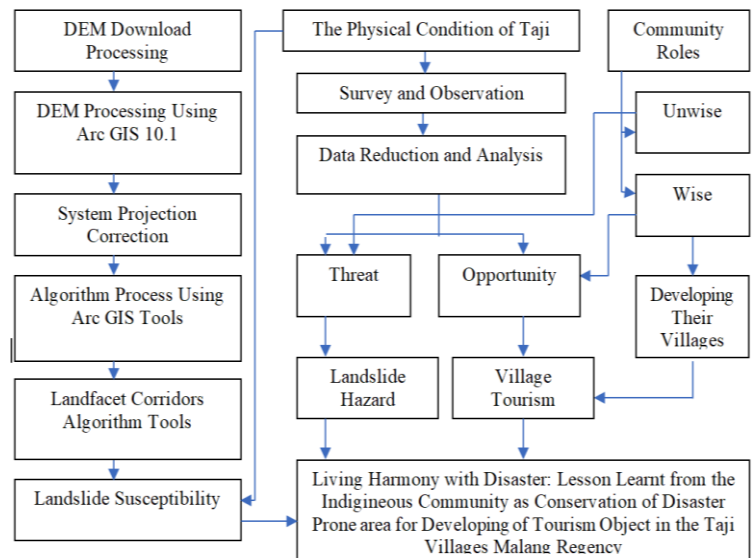 DEM Download
Processing
DEM Processing Using
Arc GIS 10.1
System Projection
Correction
Algorithm Process Using
Arc GIS Tools
Landfacet Corridors
Algorithm Tools
Landslide Susceptibility
The Physical Condition of Taji
Survey and Observation
Data Reduction and Analysis
Threat
Opportunity
Landslide
Hazard
Village
Tourism
Community
Roles
Unwise
Wise
Developing
Their
Villages
Living Harmony with Disaster: Lesson Learnt from the
Indigineous Community as Conservation of Disaster
Prone area for Developing of Tourism Object in the Taji
Villages Malang Regency